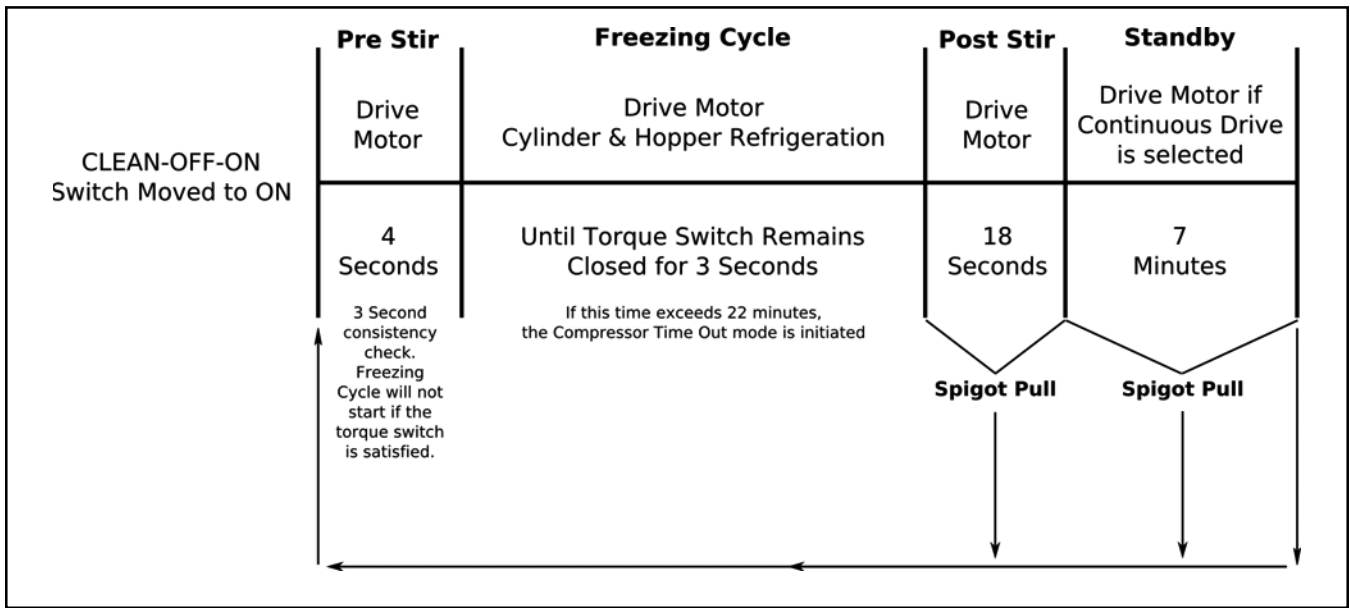 Pre Stir
Freezing Cycle
Post Stir
Standby
CLEAN-OFF-ON
Switch Moved to ON
Drive
Motor
Drive Motor
Cylinder & Hopper Refrigeration
Drive
Motor
Drive Motor if
Continuous Drive
is selected
4
Seconds
Until Torque Switch Remains
Closed for 3 Seconds
18
Seconds
7
Minutes
3 Second
consistency
check.
Freezing
Cycle will not
start if the
torque switch
is satisfied.
If this time exceeds 22 minutes,
the Compressor Time Out mode is initiated
Spigot Pull
Spigot Pull